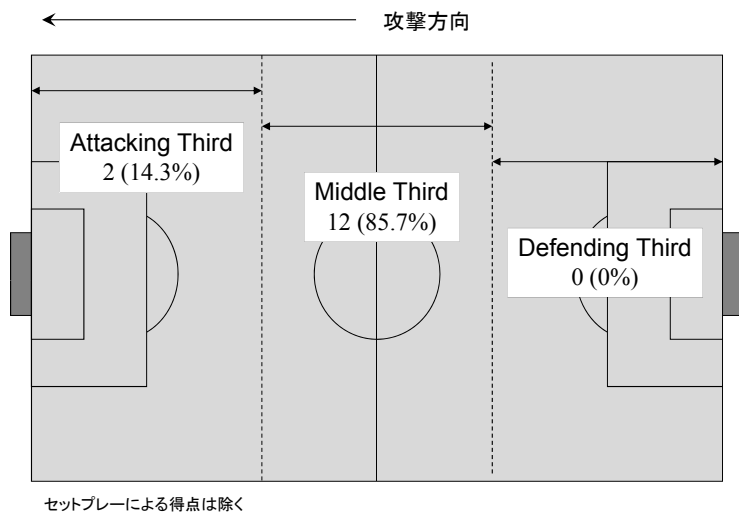 攻撃方向
Attacking Third
2 (14.3%)
Middle Third
12 (85.7%)
Defending Third
0 (0%)
セットプレーによる得点は除く